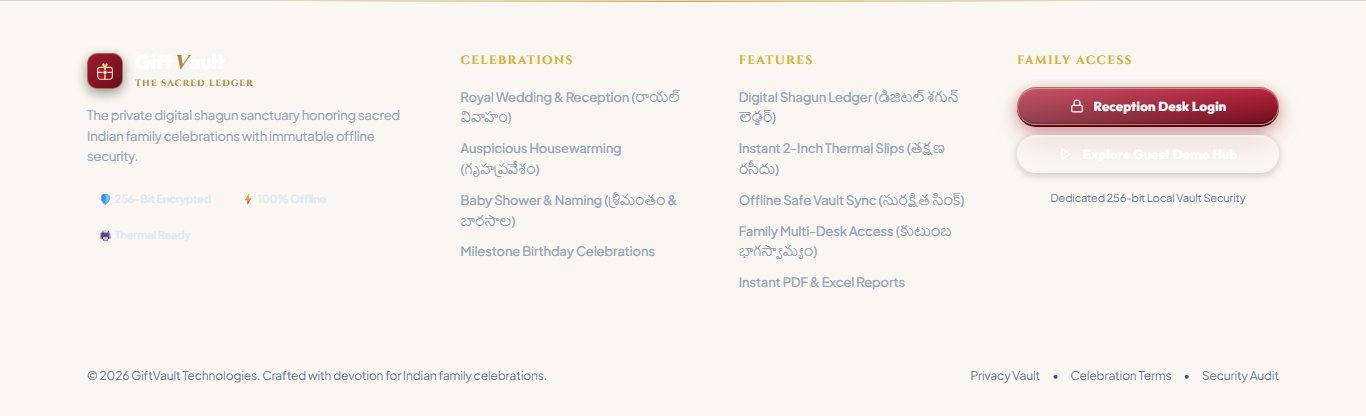 GiftVault
THE SACRED LEDGER
The private digital shagun sanctuary honoring sacred
Indian family celebrations with immutable offline
security.
256-Bit Encrypted
100% Offline
Thermal Ready
CELEBRATIONS
Royal Wedding & Reception (రాయల్
వివాహం)
Auspicious Housewarming
(గృహప్రవేశం)
Baby Shower & Naming (శ్రీమంతం &
బారసాల)
Milestone Birthday Celebrations
FEATURES
Digital Shagun Ledger (డిజిటల్ శగున్
లెడ్జర్)
Instant 2-Inch Thermal Slips (తక్షణ
రసీదు)
Offline Safe Vault Sync (సురక్షిత సింక్)
Family Multi-Desk Access (కుటుంబ
భాగస్వామ్యం)
Instant PDF & Excel Reports
FAMILY ACCESS
Reception Desk Login
Explore Guest Demo Hub
Dedicated 256-bit Local Vault Security
© 2026 GiftVault Technologies. Crafted with devotion for Indian family celebrations.
Privacy Vault • Celebration Terms • Security Audit